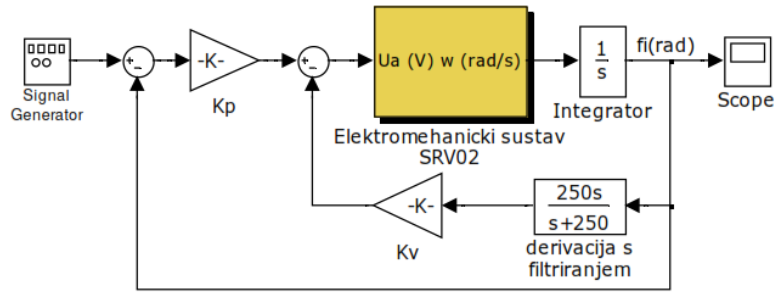 Signal
Generator
+
-
-K-
Kp
+
-
Ua (V) w (rad/s)
Elektromehanicki sustav
SRV02
1
s
Integrator
fi(rad)
Scope
-K-
Kv
250s
s+250
derivacija s
filtriranjem